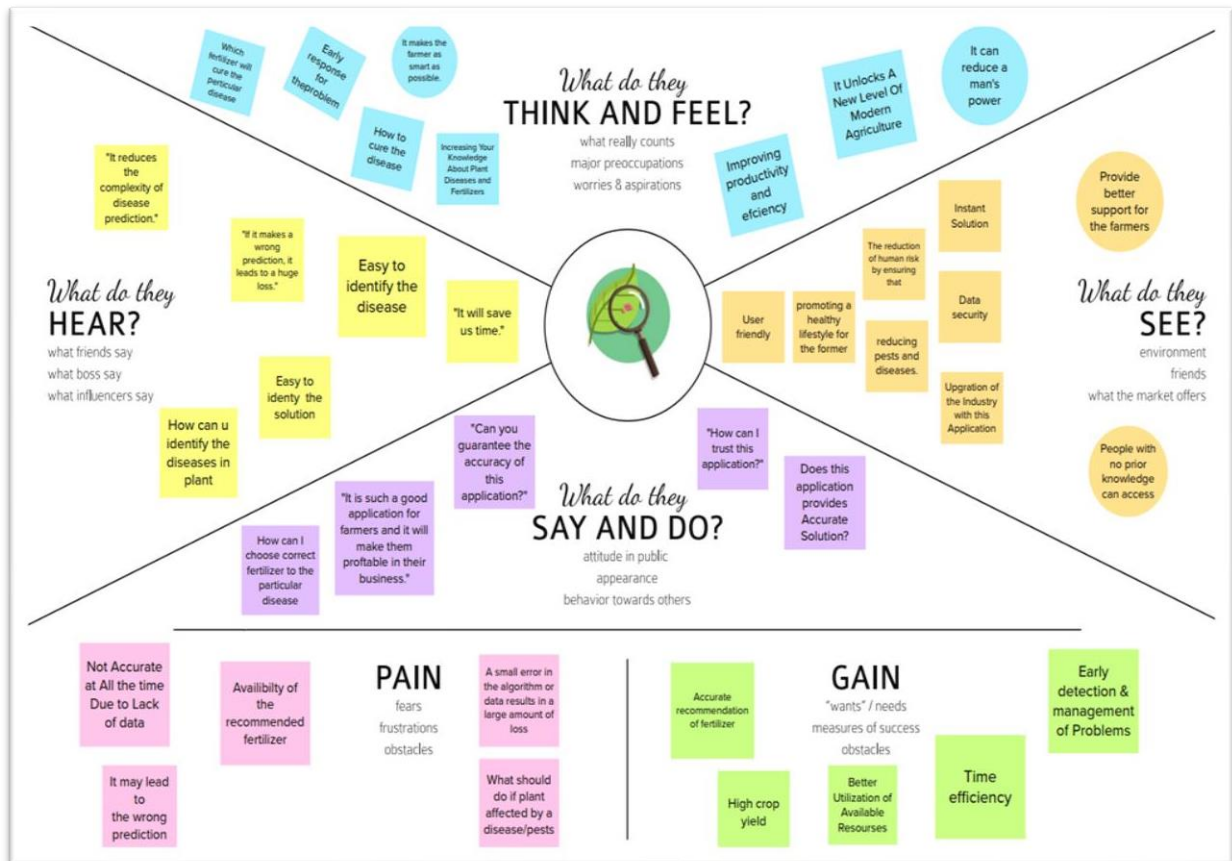 What do they
THINK AND FEEL?
what really counts
major preoccupations
worries & aspirations
Which
fertilizer will
cure the
perticular
disease
Early
response
for
theproblem
It makes the
farmer as
smart as
possible.
How to
cure the
disease
Increasing Your
Knowledge
About Plant
Diseases and
Fertilizers
Improving
productivity
and
efciency
It Unlocks A
New Level Of
Modern
Agriculture
It can
reduce a
man's
power
What do they
HEAR?
what friends say
what boss say
what influencers say
"It reduces
the
complexity of
disease
prediction."
"If it makes a
wrong
prediction, it
leads to a huge
loss."
Easy to
identify the
disease
"It will save
us time."
Easy to
identy the
solution
How can u
identify the
diseases in
plant
What do they
SEE?
environment
friends
what the market offers
User
friendly
promoting a
healthy
lifestyle for
the former
The reduction
of human risk
by ensuring
that
reducing
pests and
diseases.
Instant
Solution
Data
security
Upgration of
the Industry
with this
Application
Provide
better
support for
the farmers
People with
no prior
knowledge
can access
What do they
SAY AND DO?
attitude in public
appearance
behavior towards others
How can I
choose correct
fertilizer to the
particular
disease
"It is such a good
application for
farmers and it will
make them
proftable in their
business."
"Can you
guarantee the
accuracy of
this
application?"
"How can I
trust this
application?"
Does this
application
provides
Accurate
Solution?
PAIN
fears
frustrations
obstacles
Not Accurate
at All the time
Due to Lack
of data
It may lead
to
the wrong
prediction
Availibilty of
the
recommended
fertilizer
A small error in
the algorithm or
data results in a
large amount of
loss
What should
do if plant
affected by a
disease/pests
GAIN
"wants" / needs
measures of success
obstacles
Accurate
recommendation
of fertilizer
High crop
yield
Better
Utilization of
Available
Resourses
Time
efficiency
Early
detection &
management
of Problems